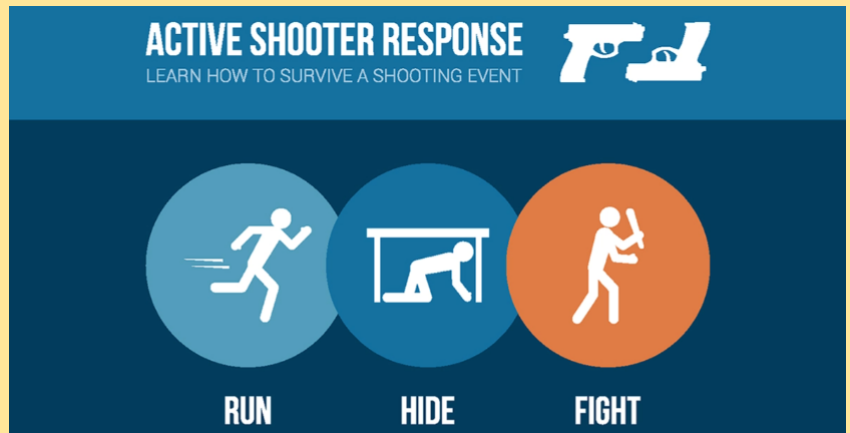 ACTIVE SHOOTER RESPONSE
LEARN HOW TO SURVIVE A SHOOTING EVENT
RUN
HIDE
FIGHT